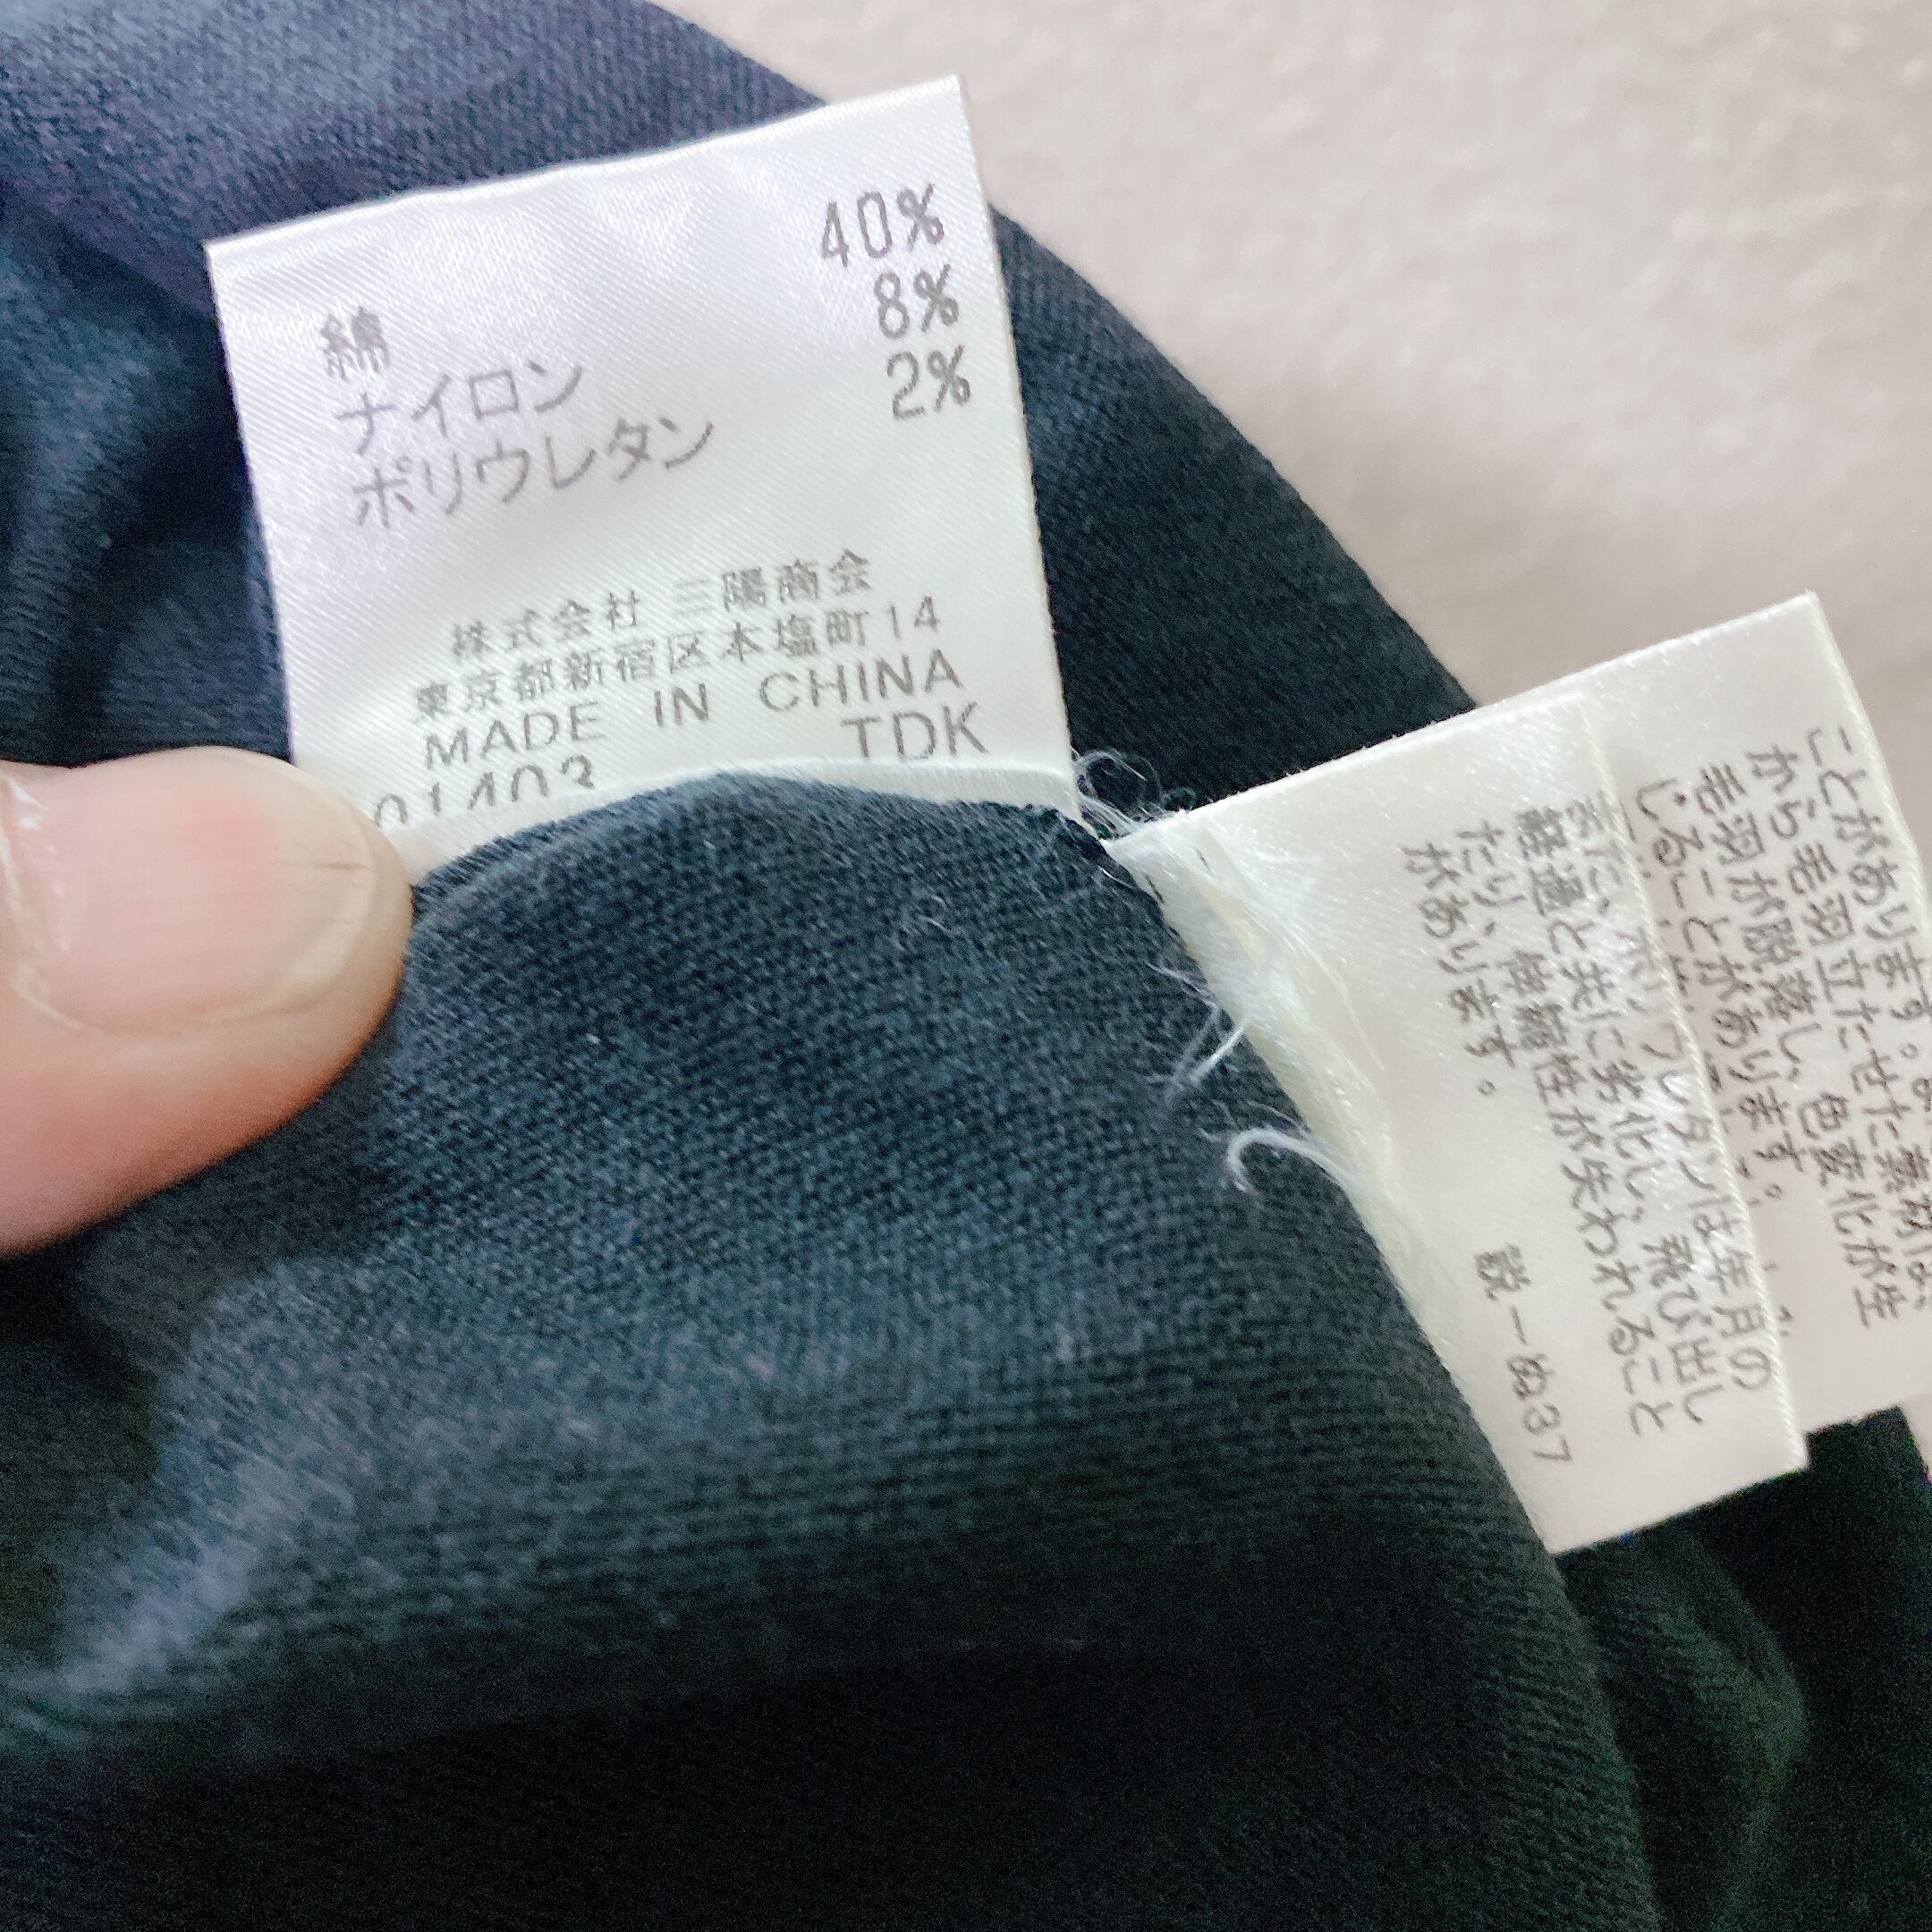 綿 40%
ナイロン 8%
ポリウレタン 2%
株式会社 三陽商会
東京都新宿区本塩町14
MADE IN CHINA
TDK
01403
ことがあります。
から毛羽立たせた素材は、
毛羽が脱落し、色変化が生
じることがあります。
また、ポリウレタンは年月の
経過と共に劣化し、飛び出し
たり、伸縮性が失われること
があります。
説-ぬ37